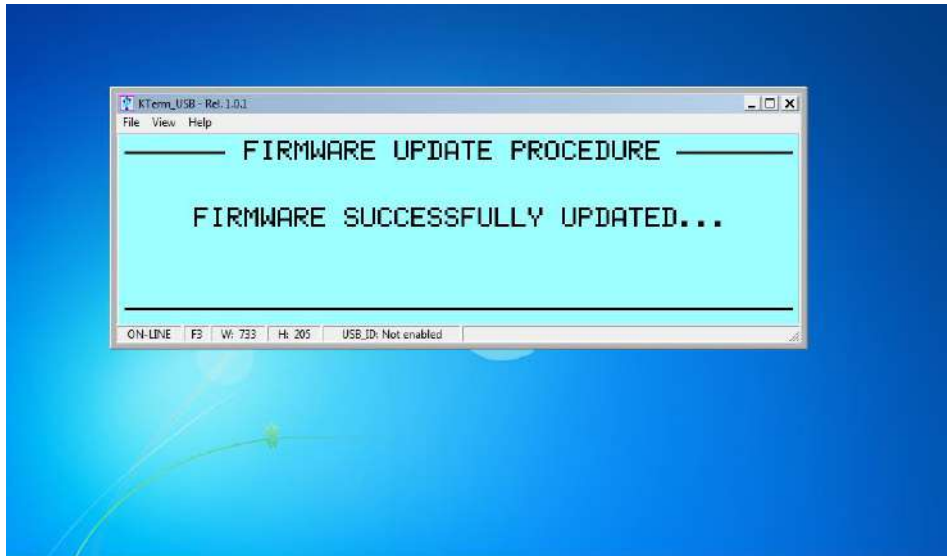 KTerm_USB - Rel. 1.0.1
File View Help
FIRMWARE UPDATE PROCEDURE
FIRMWARE SUCCESSFULLY UPDATED...
ON-LINE F3 W: 733 H: 205 USB_ID: Not enabled